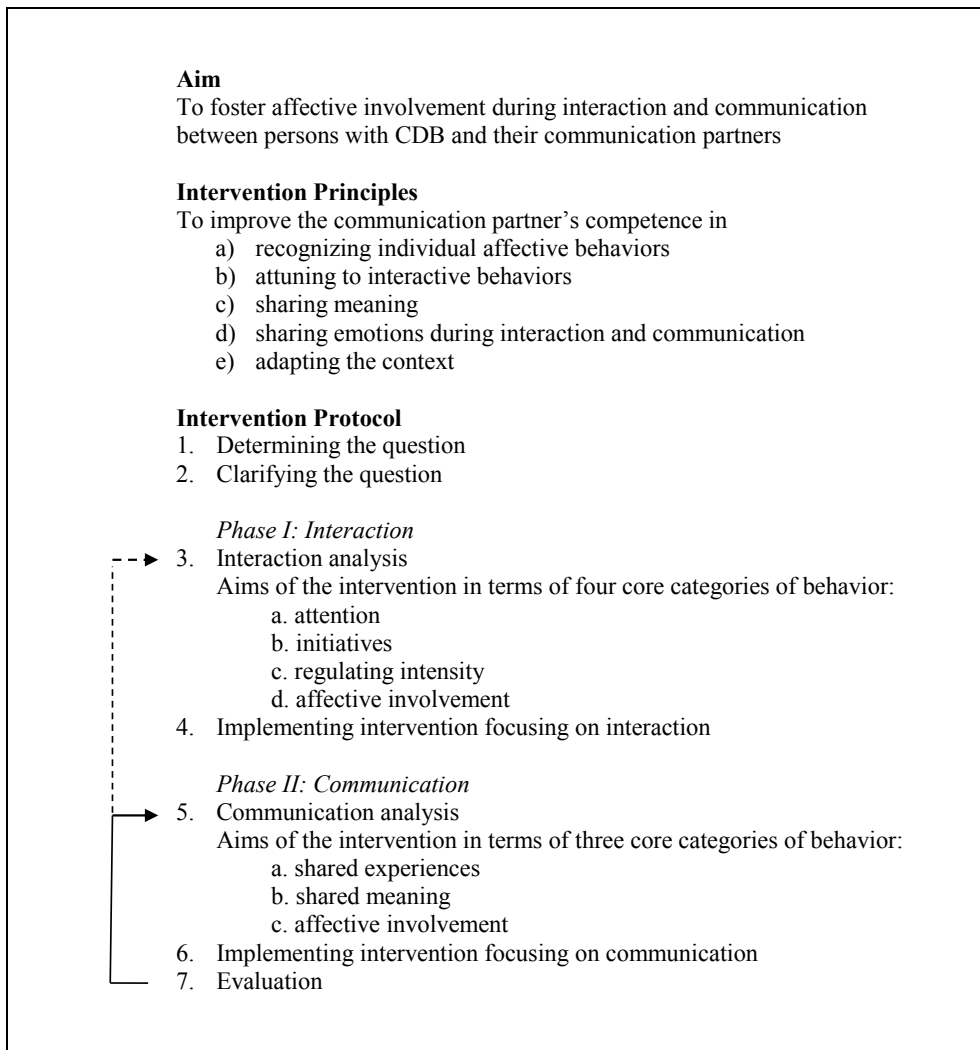 Aim
To foster affective involvement during interaction and communication
between persons with CDB and their communication partners
Intervention Principles
To improve the communication partner's competence in
a) recognizing individual affective behaviors
b) attuning to interactive behaviors
c) sharing meaning
d) sharing emotions during interaction and communication
e) adapting the context
Intervention Protocol
1. Determining the question
2. Clarifying the question
Phase I: Interaction
3. Interaction analysis
Aims of the intervention in terms of four core categories of behavior:
a. attention
b. initiatives
c. regulating intensity
d. affective involvement
4. Implementing intervention focusing on interaction
Phase II: Communication
5. Communication analysis
Aims of the intervention in terms of three core categories of behavior:
a. shared experiences
b. shared meaning
c. affective involvement
6. Implementing intervention focusing on communication
7. Evaluation